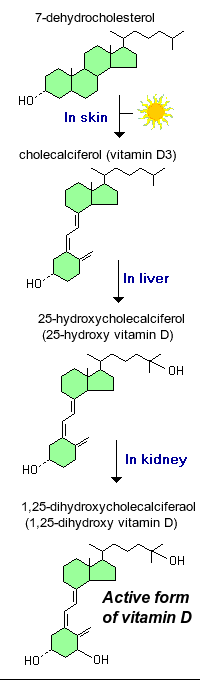 7-dehydrocholesterol
HO
In skin
cholecalciferol (vitamin D3)
HO
In liver
25-hydroxycholecalciferol
(25-hydroxy vitamin D)
OH
HO
In kidney
1,25-dihydroxycholecalciferaol
(1,25-dihydroxy vitamin D)
OH
Active form
of vitamin D
HO
OH